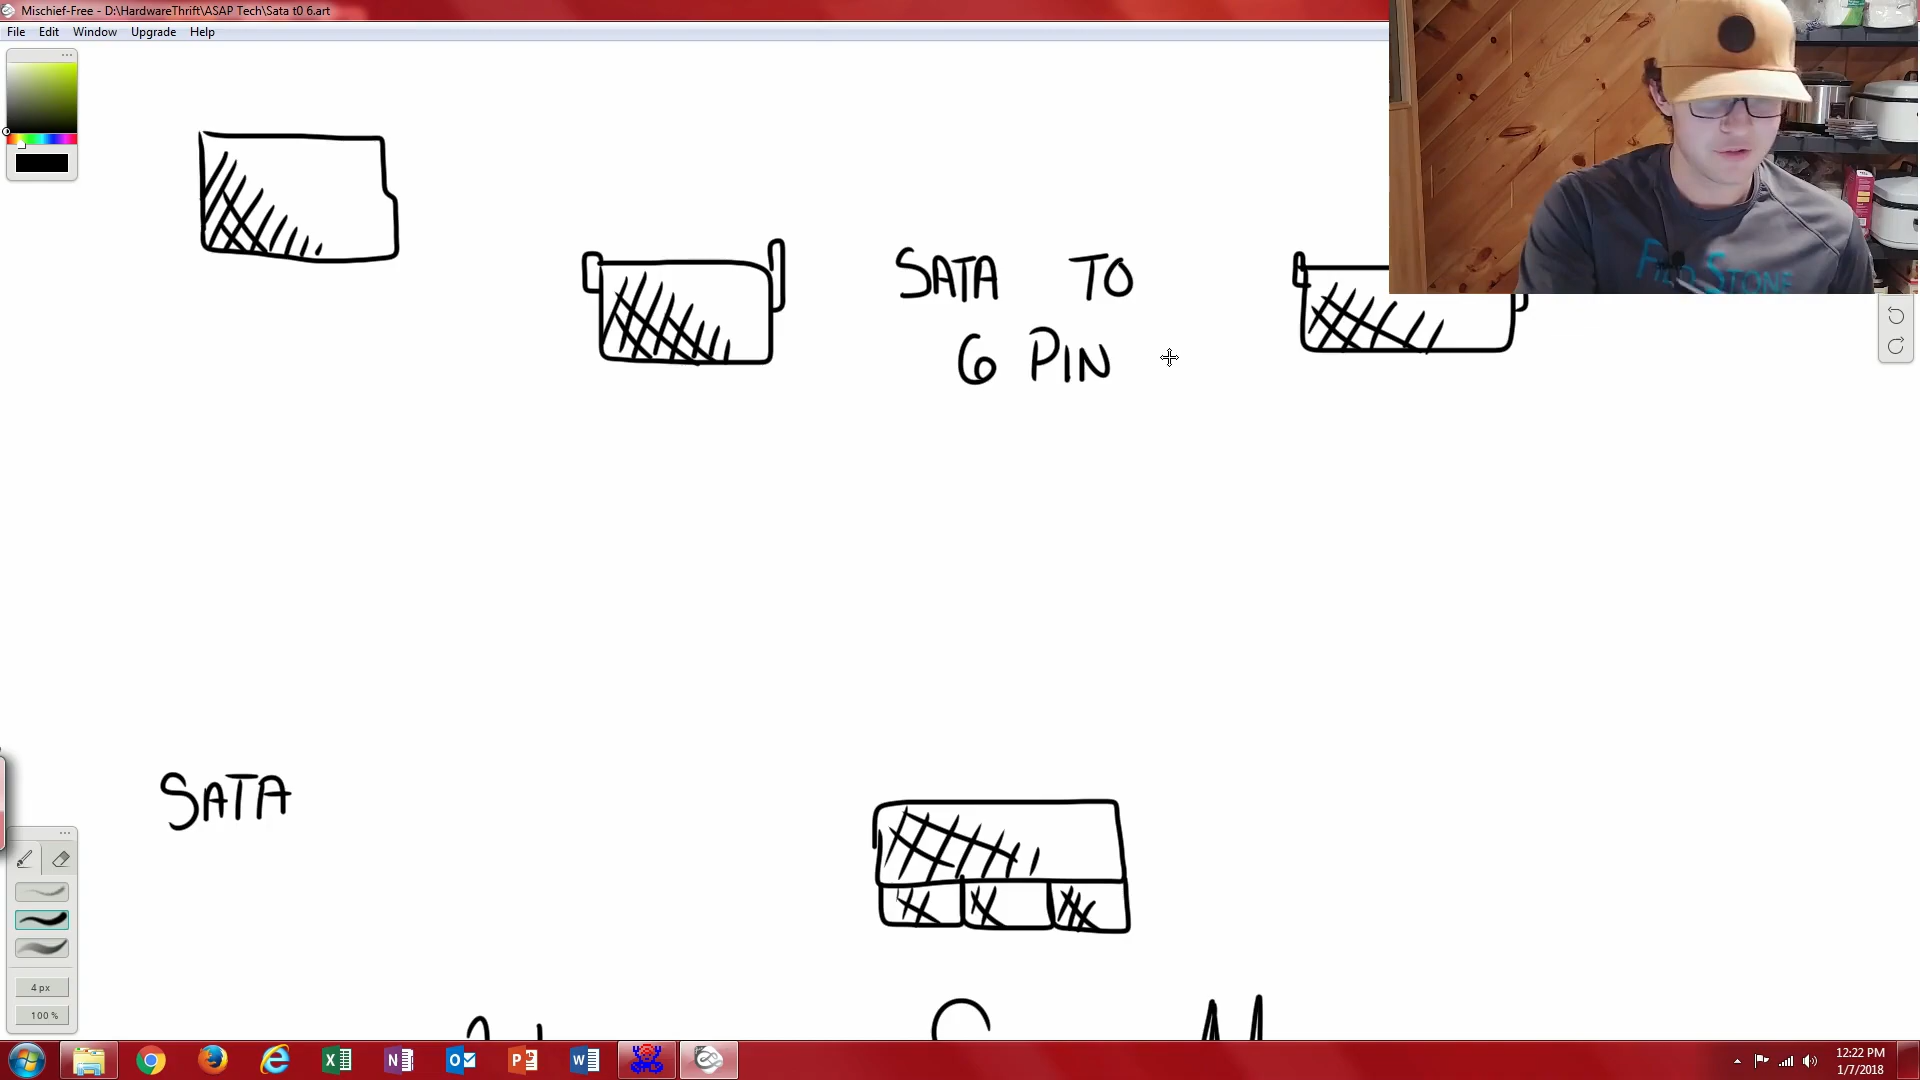 Mischief-Free - D:\HardwareThrift\ASAP Tech\Sata t0 6.art
File Edit Window Upgrade Help
SATA TO
6 PIN
FIELDSTONE
SATA
4 px
100 %
12:22 PM
1/7/2018